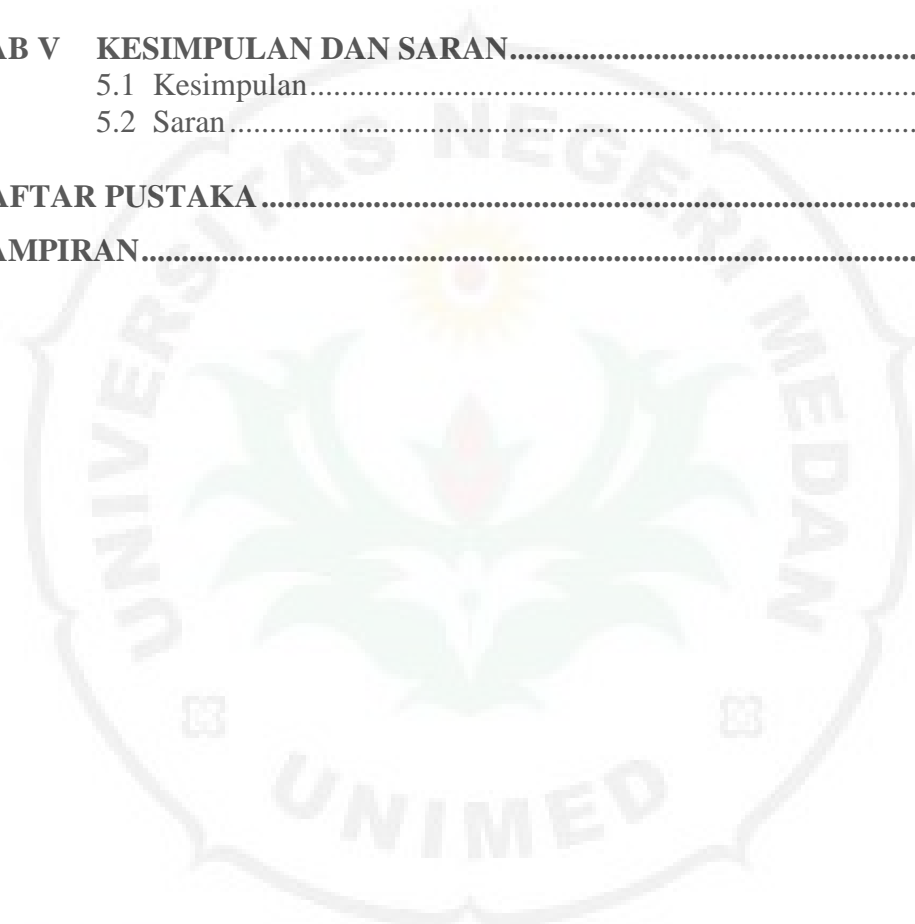 AB V KESIMPULAN DAN SARAN........................................................
5.1 Kesimpulan................................................................................
5.2 Saran..........................................................................................
AFTAR PUSTAKA......................................................................................
AMPIRAN.....................................................................................................
UNIVERSITAS NEGERI MEDAN
UNIMED